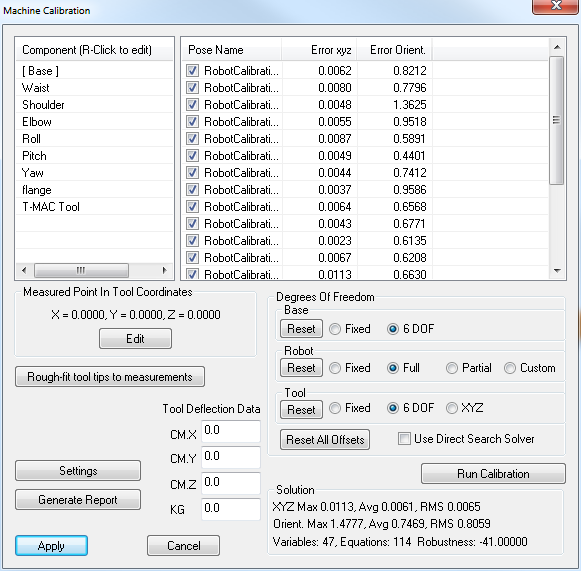 Machine Calibration
Component (R-Click to edit)
[ Base ]
Waist
Shoulder
Elbow
Roll
Pitch
Yaw
flange
T-MAC Tool
Pose Name Error xyz Error Orient.
RobotCalibrati... 0.0062 0.8212
RobotCalibrati... 0.0080 0.7796
RobotCalibrati... 0.0048 1.3625
RobotCalibrati... 0.0055 0.9518
RobotCalibrati... 0.0087 0.5891
RobotCalibrati... 0.0049 0.4401
RobotCalibrati... 0.0044 0.7412
RobotCalibrati... 0.0037 0.9586
RobotCalibrati... 0.0064 0.6568
RobotCalibrati... 0.0043 0.6771
RobotCalibrati... 0.0023 0.6135
RobotCalibrati... 0.0067 0.6208
RobotCalibrati... 0.0113 0.6630
Measured Point In Tool Coordinates
X = 0.0000, Y = 0.0000, Z = 0.0000
Edit
Rough-fit tool tips to measurements
Tool Deflection Data
CM.X 0.0
CM.Y 0.0
CM.Z 0.0
KG 0.0
Settings
Generate Report
Apply
Cancel
Degrees Of Freedom
Base
Reset Fixed 6 DOF
Robot
Reset Fixed Full Partial Custom
Tool
Reset Fixed 6 DOF XYZ
Reset All Offsets Use Direct Search Solver
Run Calibration
Solution
XYZ Max 0.0113, Avg 0.0061, RMS 0.0065
Orient. Max 1.4777, Avg 0.7469, RMS 0.8059
Variables: 47, Equations: 114 Robustness: -41.00000